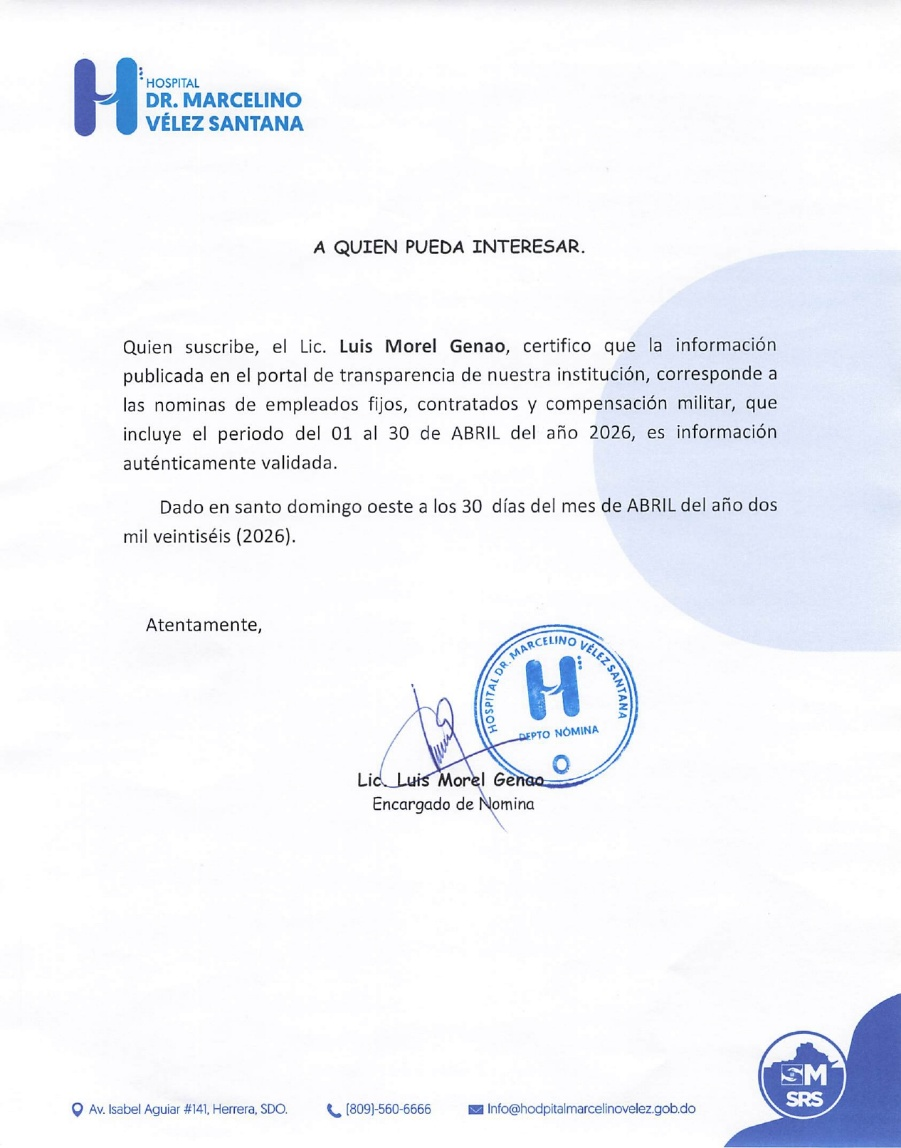 HOSPITAL
DR. MARCELINO
VÉLEZ SANTANA
A QUIEN PUEDA INTERESAR.
Quien suscribe, el Lic. Luis Morel Genao, certifico que la información
publicada en el portal de transparencia de nuestra institución, corresponde a
las nominas de empleados fijos, contratados y compensación militar, que
incluye el periodo del 01 al 30 de ABRIL del año 2026, es información
auténticamente validada.
Dado en santo domingo oeste a los 30 días del mes de ABRIL del año dos
mil veintiséis (2026).
Atentamente,
HOSPITAL DR. MARCELINO VÉLEZ SANTANA
DEPTO NÓMINA
Lic. Luis Morel Genao
Encargado de Nomina
SM
SRS
Av. Isabel Aguiar #141, Herrera, SDO.
(809)-560-6666
Info@hodpitalmarcelinovelez.gob.do